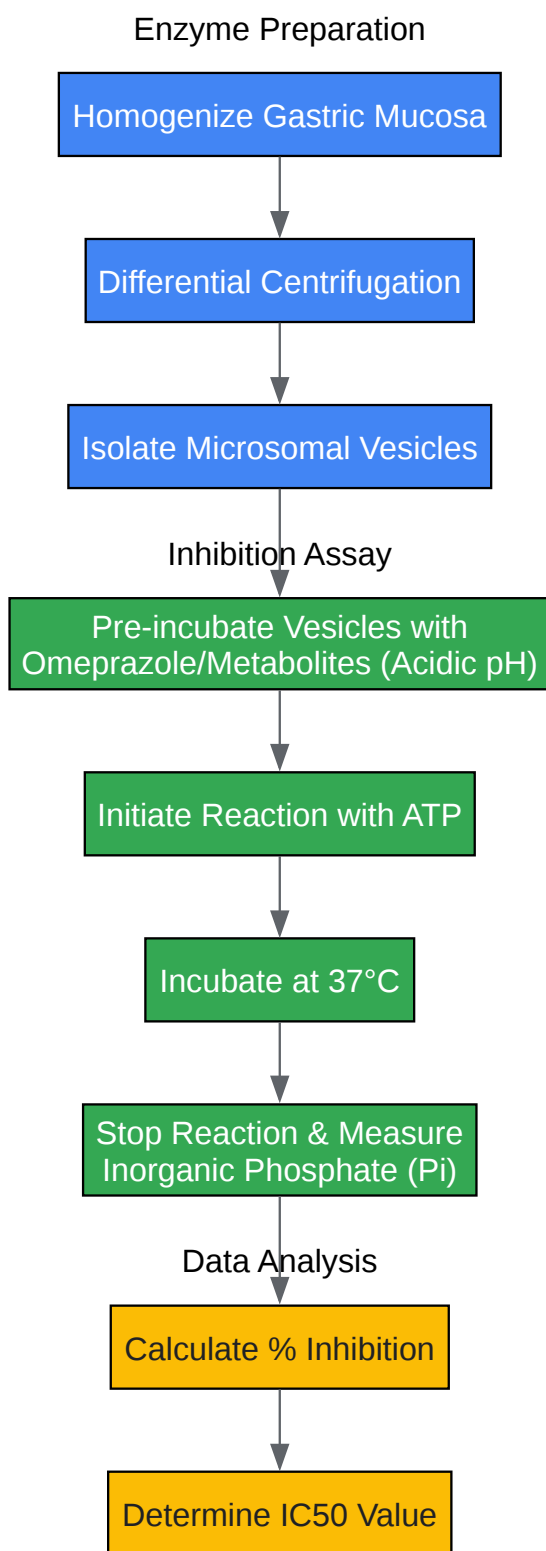 Enzyme Preparation
Homogenize Gastric Mucosa
Differential Centrifugation
Isolate Microsomal Vesicles
Inhibition Assay
Pre-incubate Vesicles with
Omeprazole/Metabolites (Acidic pH)
Initiate Reaction with ATP
Incubate at 37°C
Stop Reaction & Measure
Inorganic Phosphate (Pi)
Data Analysis
Calculate % Inhibition
Determine IC50 Value